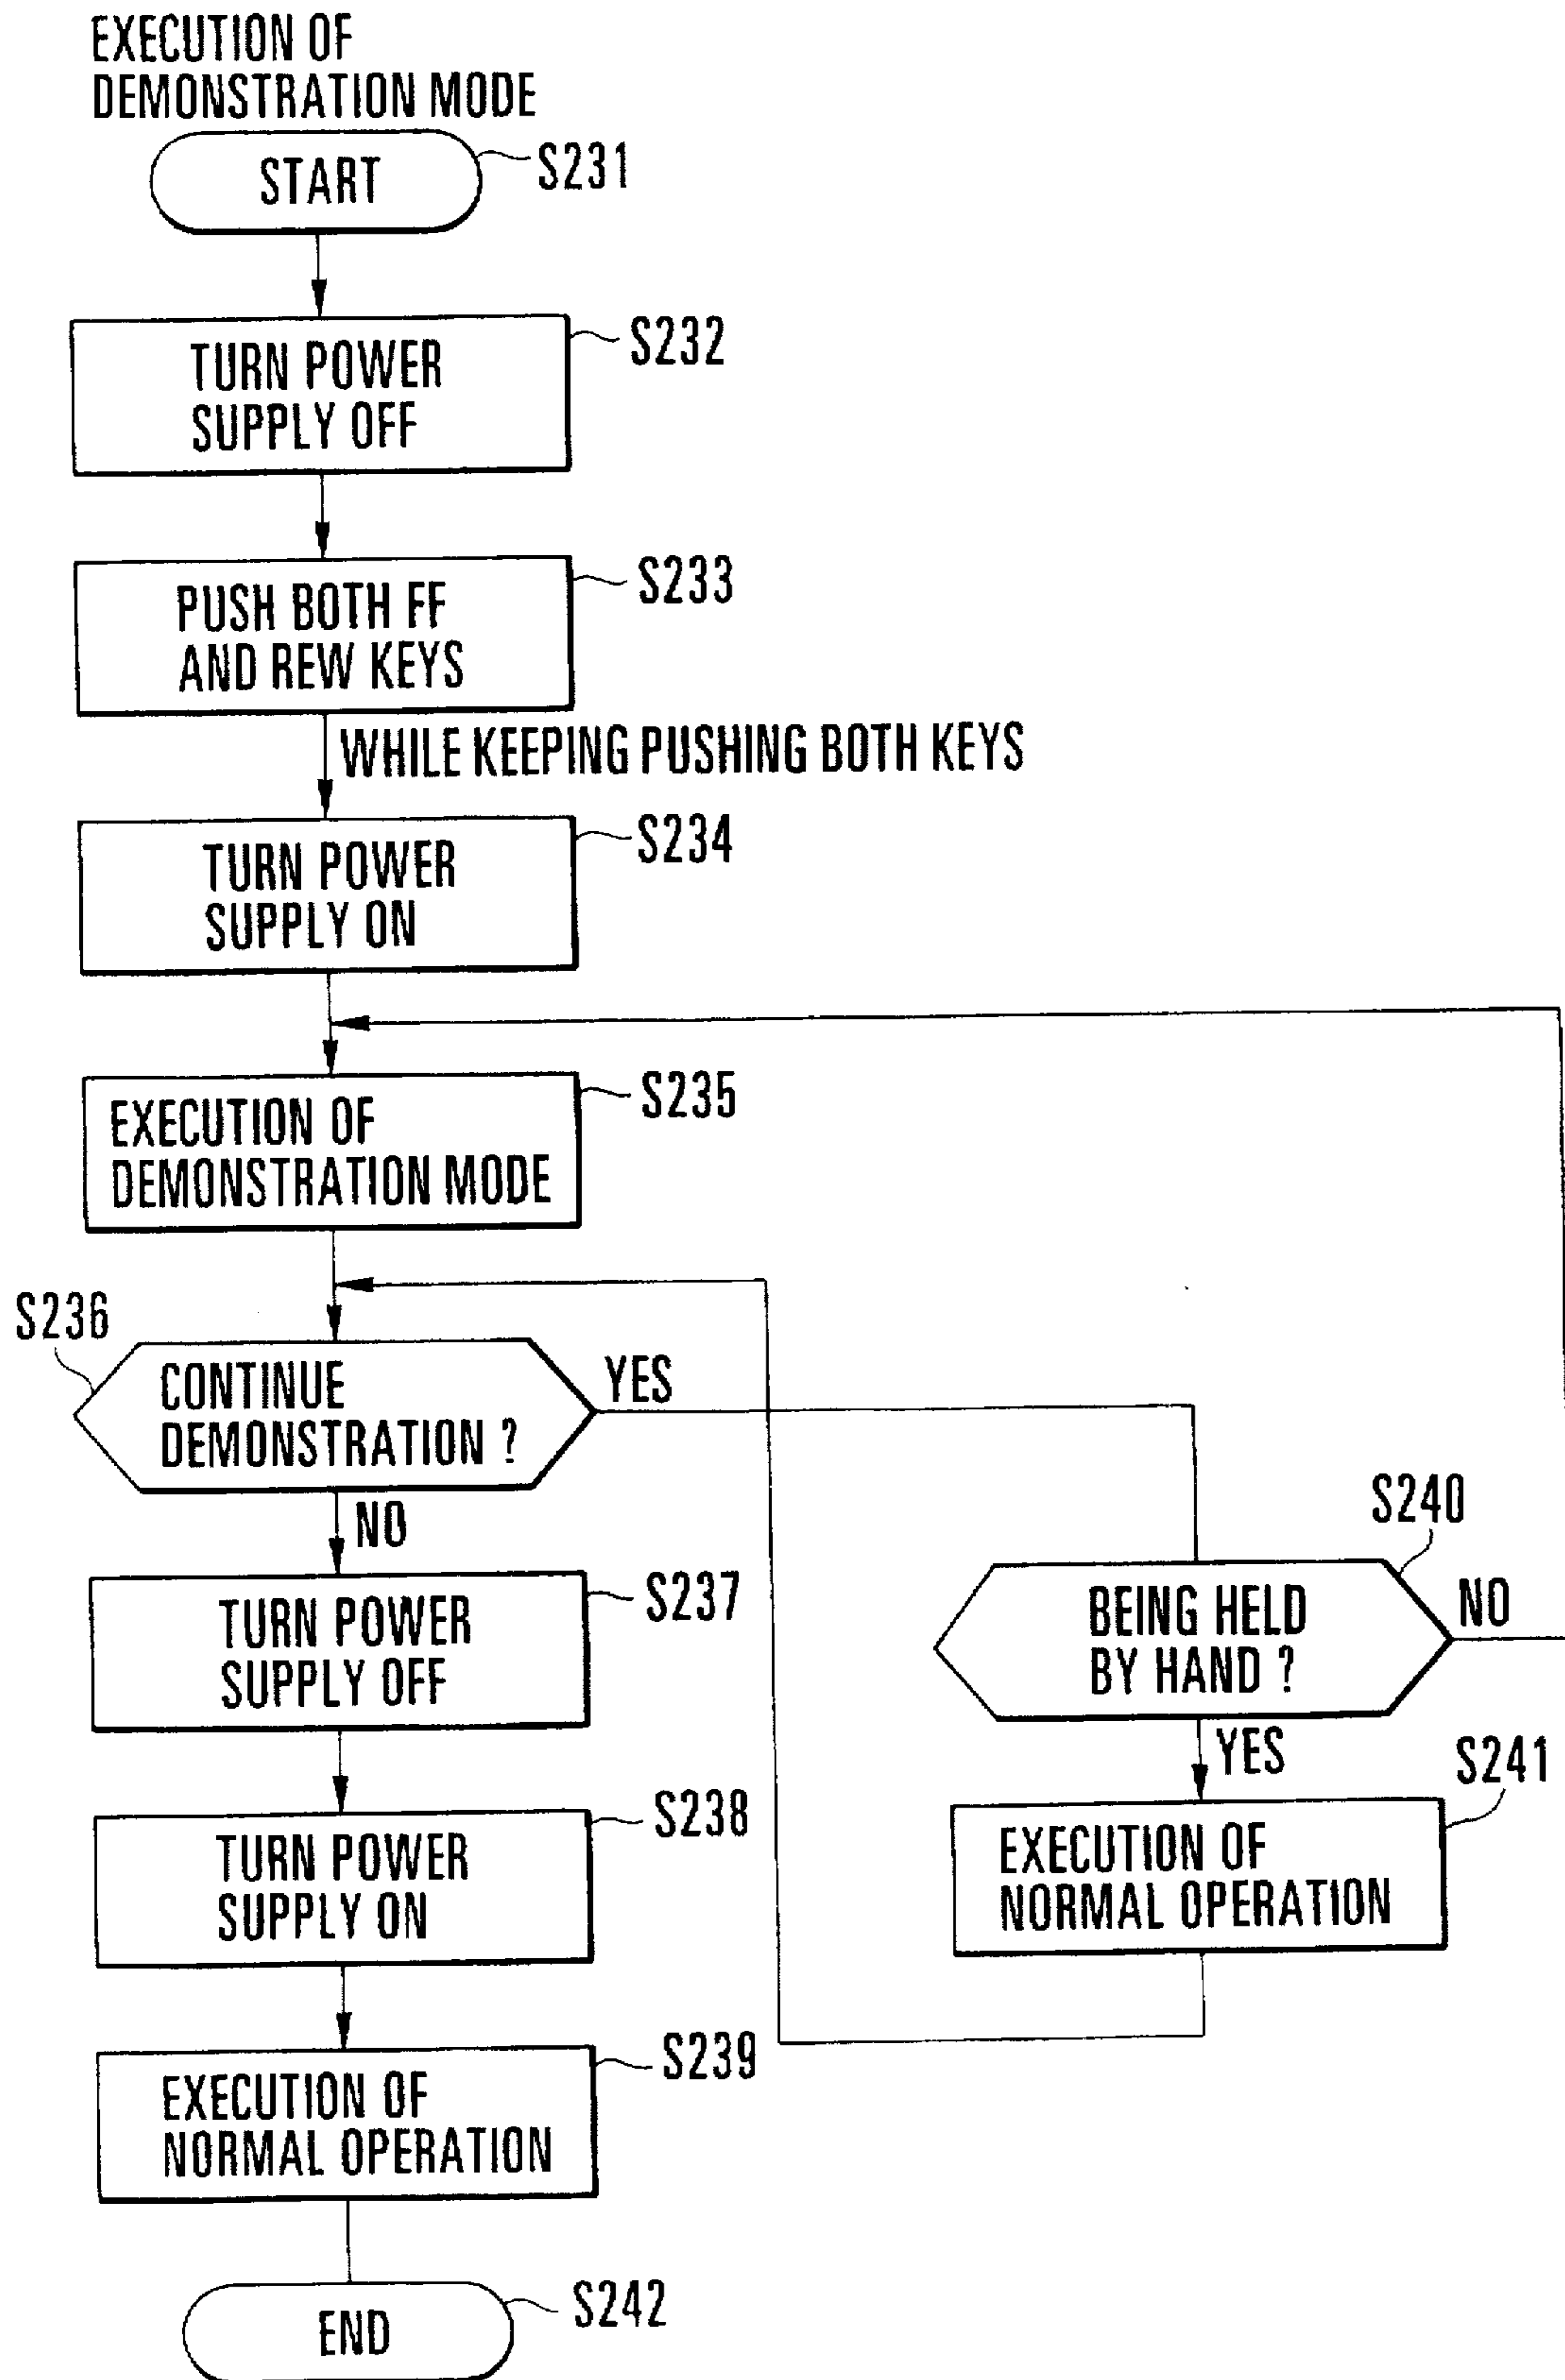 EXECUTION OF
DEMONSTRATION MODE
START
S231
TURN POWER
SUPPLY OFF
S232
PUSH BOTH FF
AND REW KEYS
S233
WHILE KEEPING PUSHING BOTH KEYS
TURN POWER
SUPPLY ON
S234
EXECUTION OF
DEMONSTRATION MODE
S235
S236
CONTINUE
DEMONSTRATION ?
YES
NO
TURN POWER
SUPPLY OFF
S237
TURN POWER
SUPPLY ON
S238
EXECUTION OF
NORMAL OPERATION
S239
END
S242
S240
BEING HELD
BY HAND ?
NO
YES
S241
EXECUTION OF
NORMAL OPERATION